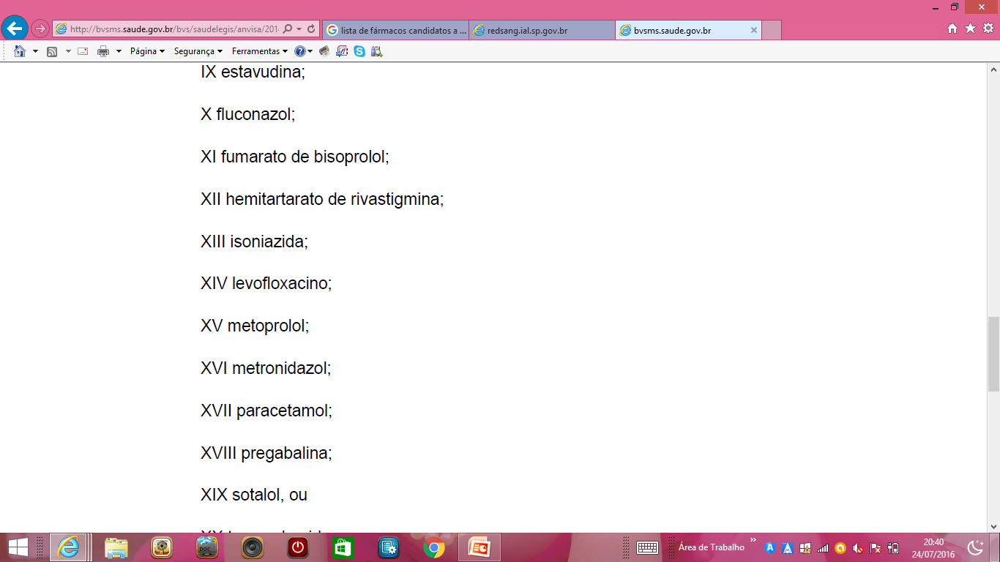 http://bvsms.saude.gov.br/bvs/saudelegis/anvisa/201
lista de fármacos candidatos a ...
redsang.ial.sp.gov.br
bvsms.saude.gov.br
Página
Segurança
Ferramentas
IX estavudina;
X fluconazol;
XI fumarato de bisoprolol;
XII hemitartarato de rivastigmina;
XIII isoniazida;
XIV levofloxacino;
XV metoprolol;
XVI metronidazol;
XVII paracetamol;
XVIII pregabalina;
XIX sotalol, ou
XX
DOC
Área de Trabalho
20:40
24/07/2016